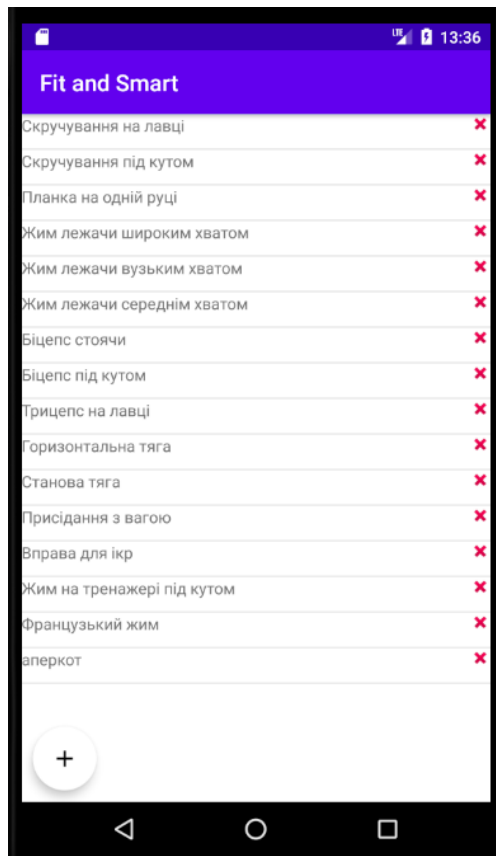 LTE 13:36
Fit and Smart
Скручування на лавці
Скручування під кутом
Планка на одній руці
Жим лежачи широким хватом
Жим лежачи вузьким хватом
Жим лежачи середнім хватом
Біцепс стоячи
Біцепс під кутом
Трицепс на лавці
Горизонтальна тяга
Станова тяга
Присідання з вагою
Вправа для ікр
Жим на тренажері під кутом
Французький жим
аперкот